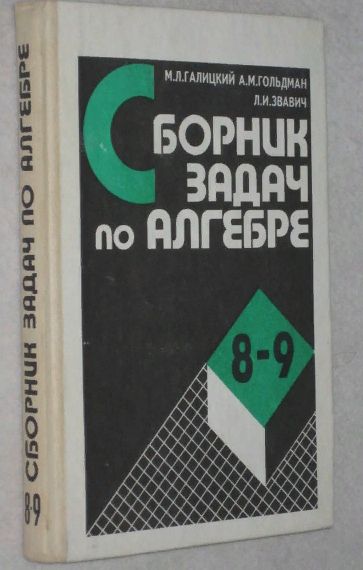 М.Л.ГАЛИЦКИЙ А.М.ГОЛЬДМАН
Л.И.ЗВАВИЧ
СБОРНИК
ЗАДАЧ
ПО АЛГЕБРЕ
8-9
СБОРНИК ЗАДАЧ ПО АЛГЕБРЕ
8-9